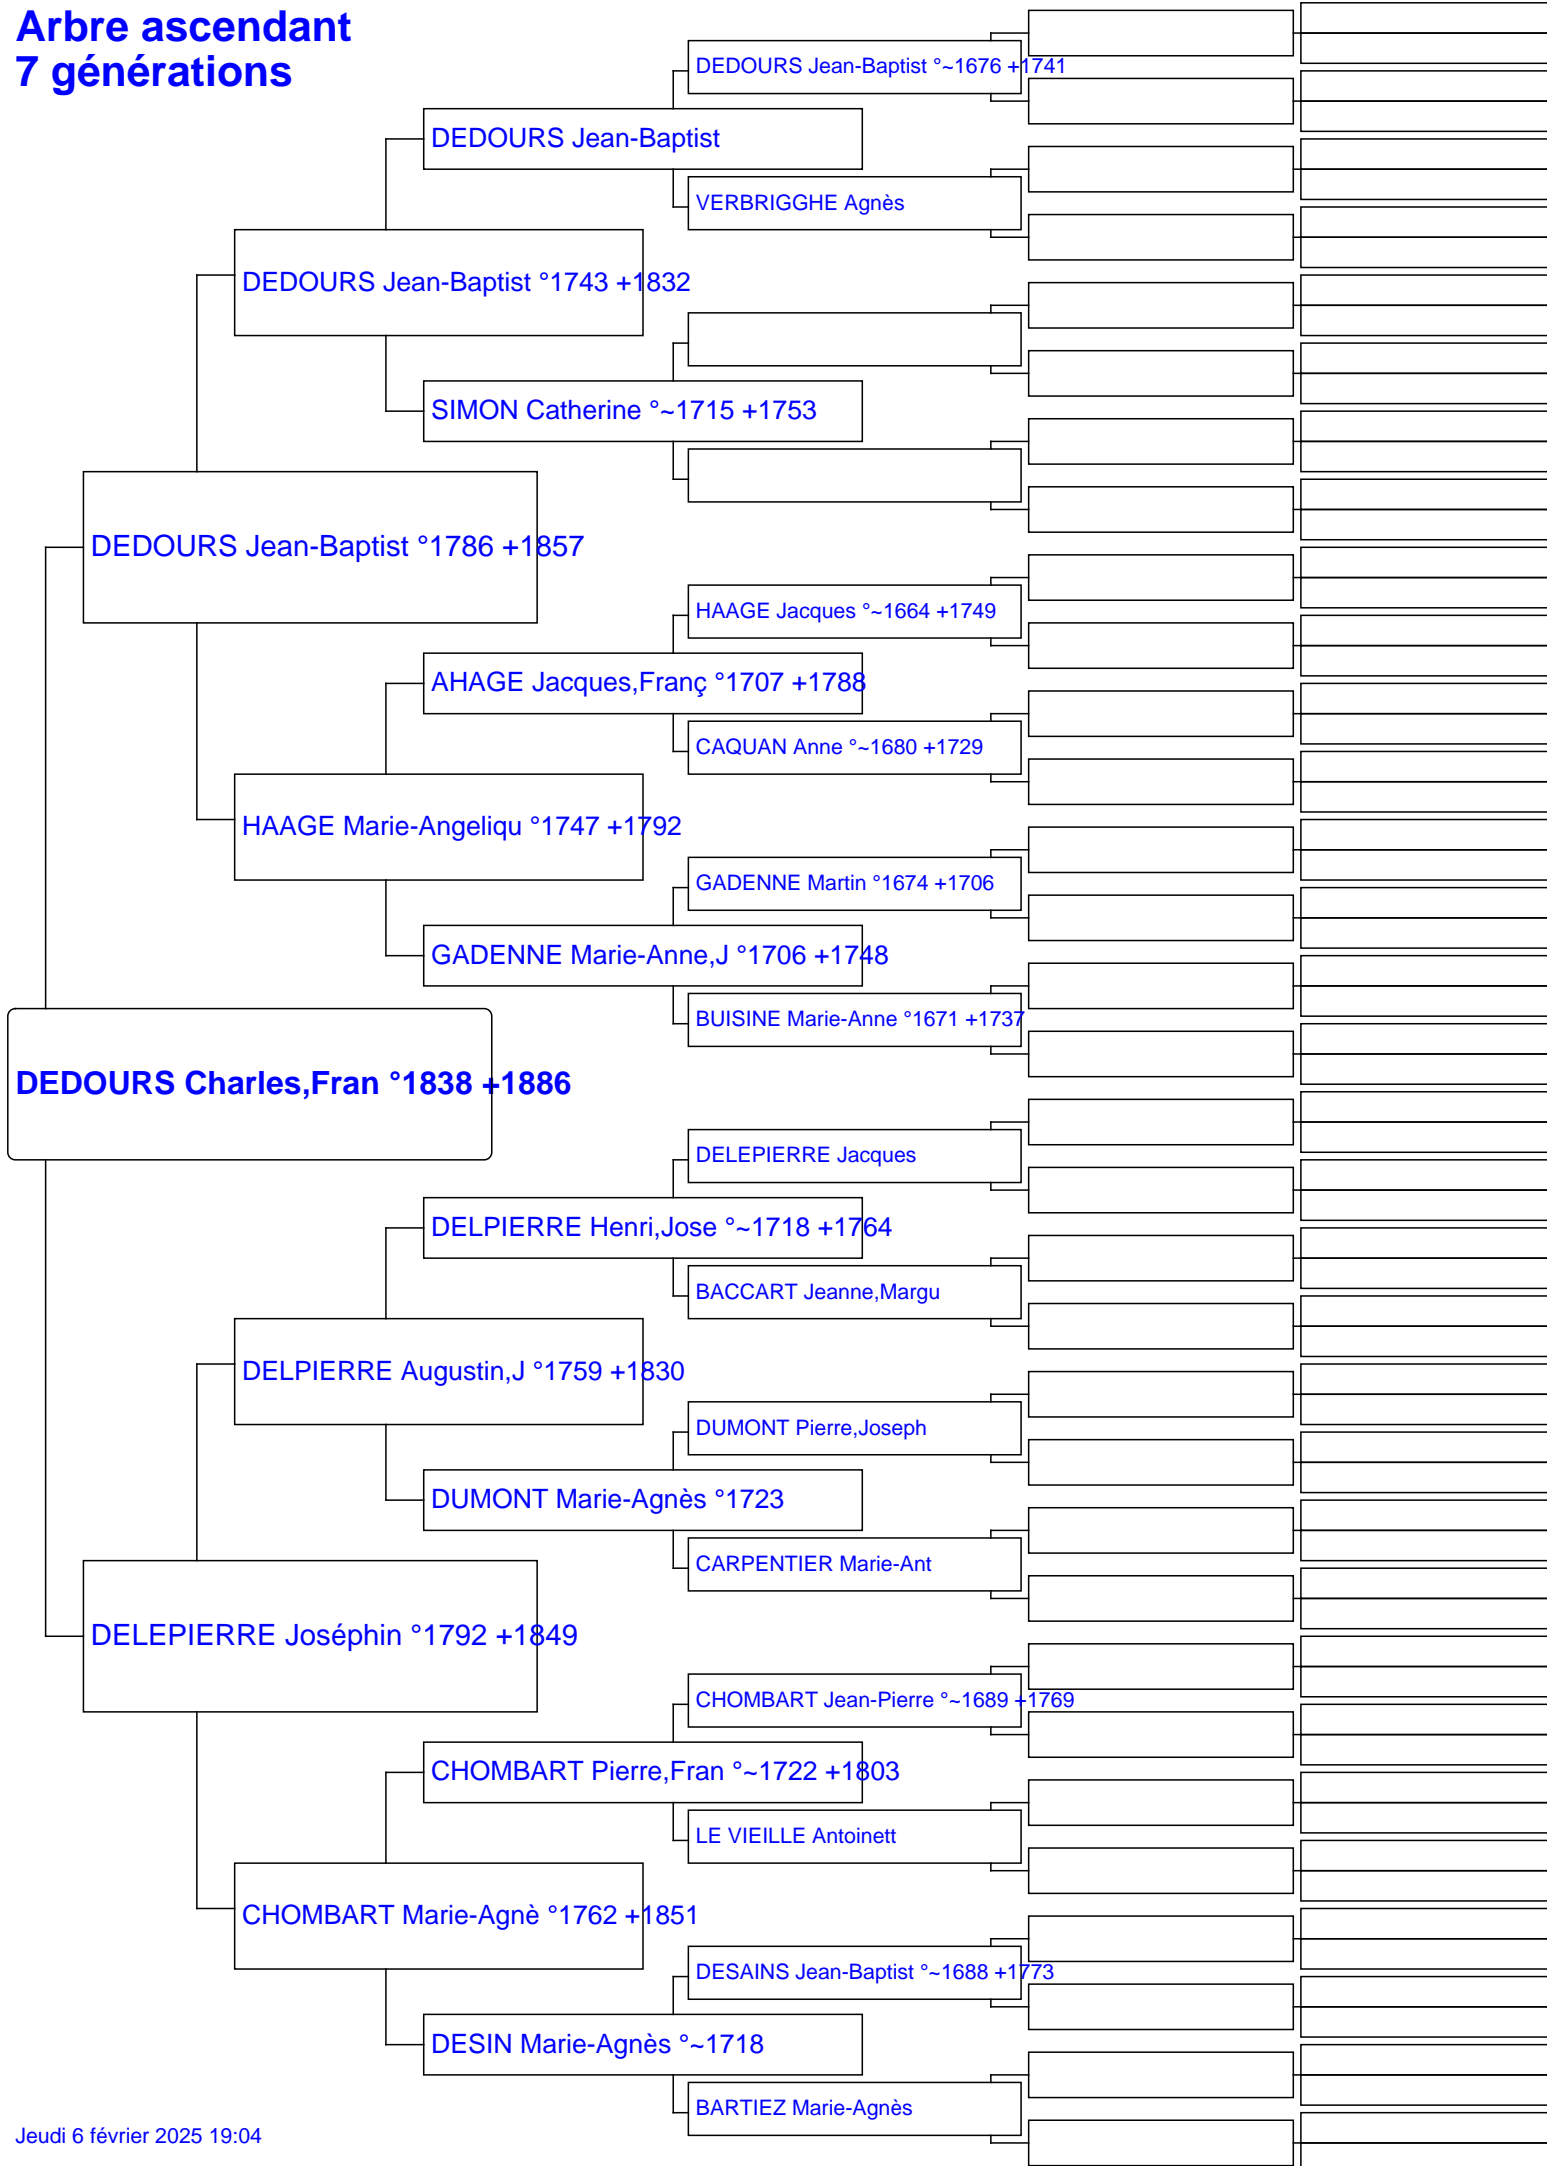 Arbre ascendant
7 générations
DEDOURS Jean-Baptist °~1676 +1741
DEDOURS Jean-Baptist
VERBRIGGHE Agnès
DEDOURS Jean-Baptist °1743 +1832
SIMON Catherine °~1715 +1753
DEDOURS Jean-Baptist °1786 +1857
HAAGE Jacques °~1664 +1749
AHAGE Jacques,Franç °1707 +1788
CAQUAN Anne °~1680 +1729
HAAGE Marie-Angeliqu °1747 +1792
GADENNE Martin °1674 +1706
GADENNE Marie-Anne,J °1706 +1748
BUISINE Marie-Anne °1671 +1737
DEDOURS Charles,Fran °1838 +1886
DELEPIERRE Jacques
DELPIERRE Henri,Jose °~1718 +1764
BACCART Jeanne,Margu
DELPIERRE Augustin,J °1759 +1830
DUMONT Pierre,Joseph
DUMONT Marie-Agnès °1723
CARPENTIER Marie-Ant
DELEPIERRE Joséphin °1792 +1849
CHOMBART Jean-Pierre °~1689 +1769
CHOMBART Pierre,Fran °~1722 +1803
LE VIEILLE Antoinett
CHOMBART Marie-Agnè °1762 +1851
DESAINS Jean-Baptist °~1688 +1773
DESIN Marie-Agnès °~1718
BARTIEZ Marie-Agnès
Jeudi 6 février 2025 19:04